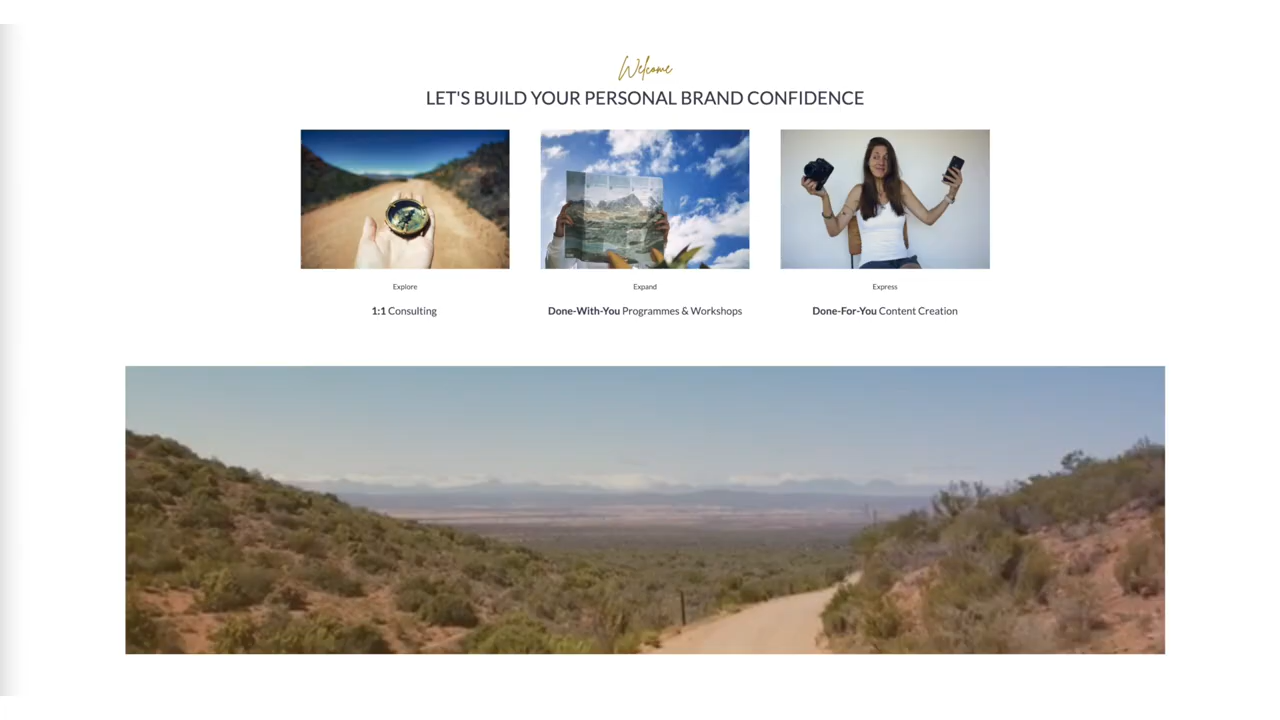 Welcome
LET'S BUILD YOUR PERSONAL BRAND CONFIDENCE
Explore
Expand
Express
1:1 Consulting
Done-With-You Programmes & Workshops
Done-For-You Content Creation